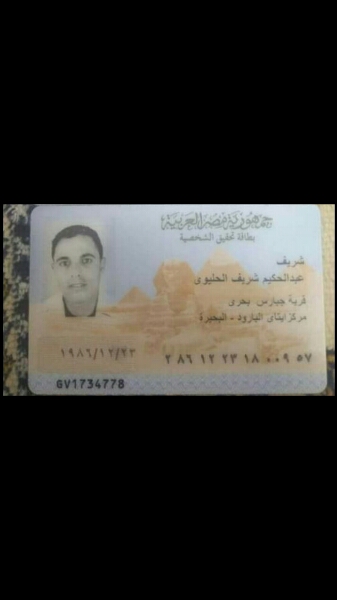 جمهورية مصر العربية
بطاقة تحقيق الشخصية
شريف
عبدالحكيم شريف الحليوى
قرية جبارس بحرى
مركز ايتاى البارود - البحيرة
١٩٨٦/١٢/٢٣
٢ ٨٦ ١٢ ٢٣ ١٨ ٠٠٩ ٥٧
GV1734778